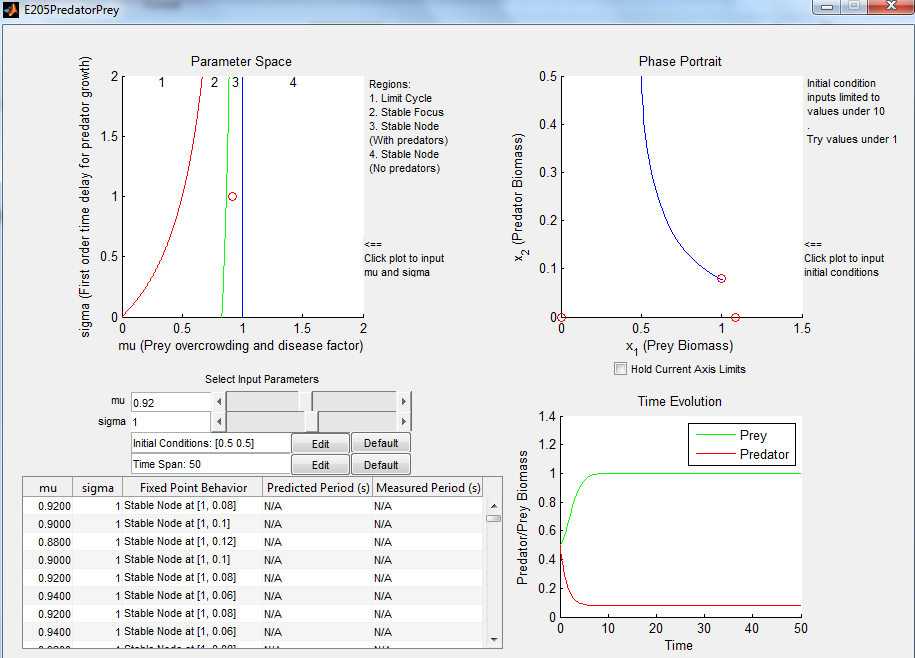 E205PredatorPrey
Parameter Space
1 2 3 4
2
1.5
1
0.5
0
0 0.5 1 1.5 2
sigma (First order time delay for predator growth)
mu (Prey overcrowding and disease factor)
Regions:
1. Limit Cycle
2. Stable Focus
3. Stable Node
(With predators)
4. Stable Node
(No predators)
<==
Click plot to input
mu and sigma
Phase Portrait
0.5
0.4
0.3
0.2
0.1
0
0 0.5 1 1.5
x2 (Predator Biomass)
x1 (Prey Biomass)
Initial condition
inputs limited to
values under 10
.
Try values under 1
<==
Click plot to input
initial conditions
Hold Current Axis Limits
Select Input Parameters
mu 0.92
sigma 1
Initial Conditions: [0.5 0.5] Edit Default
Time Span: 50 Edit Default
mu sigma Fixed Point Behavior Predicted Period (s) Measured Period (s)
0.9200 1 Stable Node at [1, 0.08] N/A N/A
0.9000 1 Stable Node at [1, 0.1] N/A N/A
0.8800 1 Stable Node at [1, 0.12] N/A N/A
0.9000 1 Stable Node at [1, 0.1] N/A N/A
0.9200 1 Stable Node at [1, 0.08] N/A N/A
0.9400 1 Stable Node at [1, 0.06] N/A N/A
0.9200 1 Stable Node at [1, 0.08] N/A N/A
0.9400 1 Stable Node at [1, 0.06] N/A N/A
Time Evolution
1.4
1.2
1
0.8
0.6
0.4
0.2
0
0 10 20 30 40 50
Predator/Prey Biomass
Time
Prey
Predator